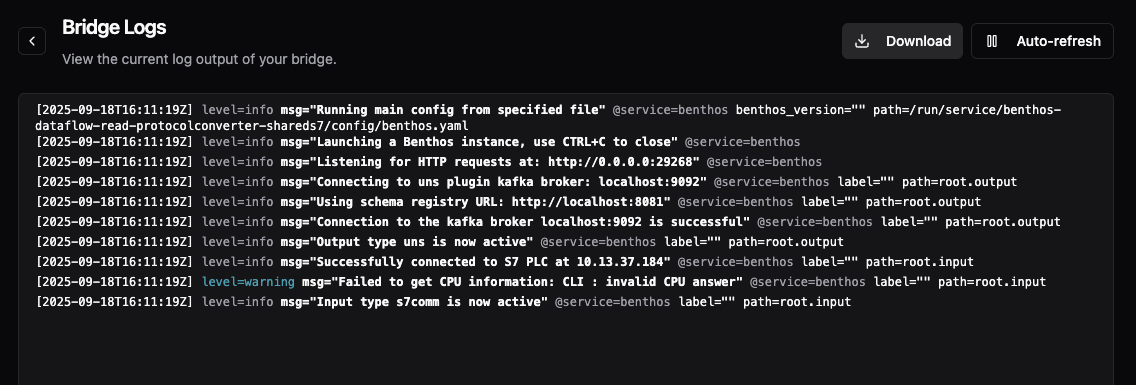 Bridge Logs
View the current log output of your bridge.
Download
Auto-refresh
[2025-09-18T16:11:19Z] level=info msg="Running main config from specified file" @service=benthos benthos_version="" path=/run/service/benthos-
dataflow-read-protocolconverter-shareds7/config/benthos.yaml
[2025-09-18T16:11:19Z] level=info msg="Launching a Benthos instance, use CTRL+C to close" @service=benthos
[2025-09-18T16:11:19Z] level=info msg="Listening for HTTP requests at: http://0.0.0.0:29268" @service=benthos
[2025-09-18T16:11:19Z] level=info msg="Connecting to uns plugin kafka broker: localhost:9092" @service=benthos label="" path=root.output
[2025-09-18T16:11:19Z] level=info msg="Using schema registry URL: http://localhost:8081" @service=benthos label="" path=root.output
[2025-09-18T16:11:19Z] level=info msg="Connection to the kafka broker localhost:9092 is successful" @service=benthos label="" path=root.output
[2025-09-18T16:11:19Z] level=info msg="Output type uns is now active" @service=benthos label="" path=root.output
[2025-09-18T16:11:19Z] level=info msg="Successfully connected to S7 PLC at 10.13.37.184" @service=benthos label="" path=root.input
[2025-09-18T16:11:19Z] level=warning msg="Failed to get CPU information: CLI : invalid CPU answer" @service=benthos label="" path=root.input
[2025-09-18T16:11:19Z] level=info msg="Input type s7comm is now active" @service=benthos label="" path=root.input